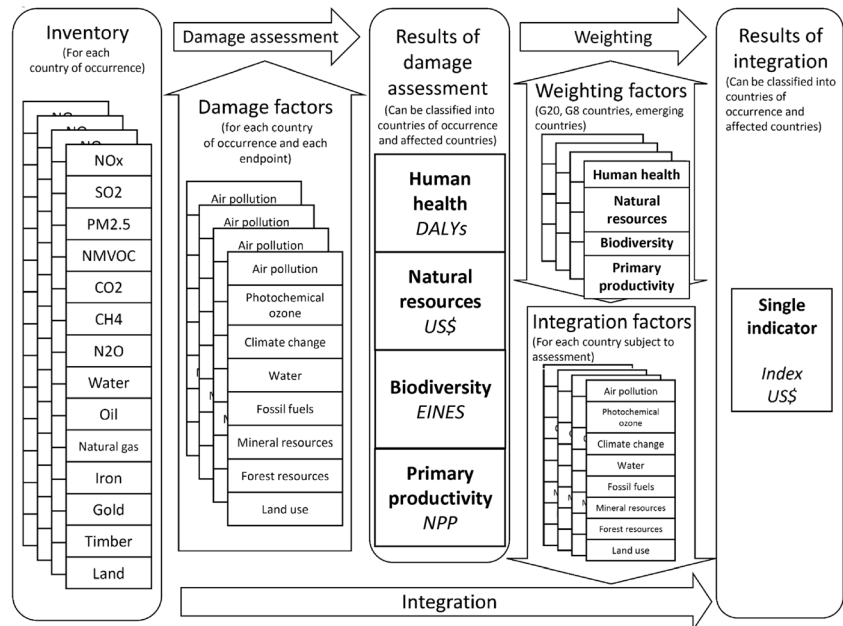 Inventory
(For each
country of occurrence)
NOx
SO2
PM2.5
NMVOC
CO2
CH4
N2O
Water
Oil
Natural gas
Iron
Gold
Timber
Land
Damage assessment
Damage factors
(for each country
of occurrence and each
endpoint)
Air pollution
Air pollution
Air pollution
Air pollution
Photochemical
ozone
Climate change
Water
Fossil fuels
Mineral resources
Forest resources
Land use
Results of
damage
assessment
(Can be classified into
countries of occurrence
and affected countries)
Human
health
DALYs
Natural
resources
US$
Biodiversity
EINES
Primary
productivity
NPP
Weighting
Weighting factors
(G20, G8 countries, emerging
countries)
Human health
Natural
resources
Biodiversity
Primary
productivity
Integration factors
(For each country subject to
assessment)
Air pollution
Photochemical
ozone
Climate change
Water
Fossil fuels
Mineral resources
Forest resources
Land use
Results of
integration
(Can be classified into
countries of
occurrence and
affected countries)
Single
indicator
Index
US$
Integration